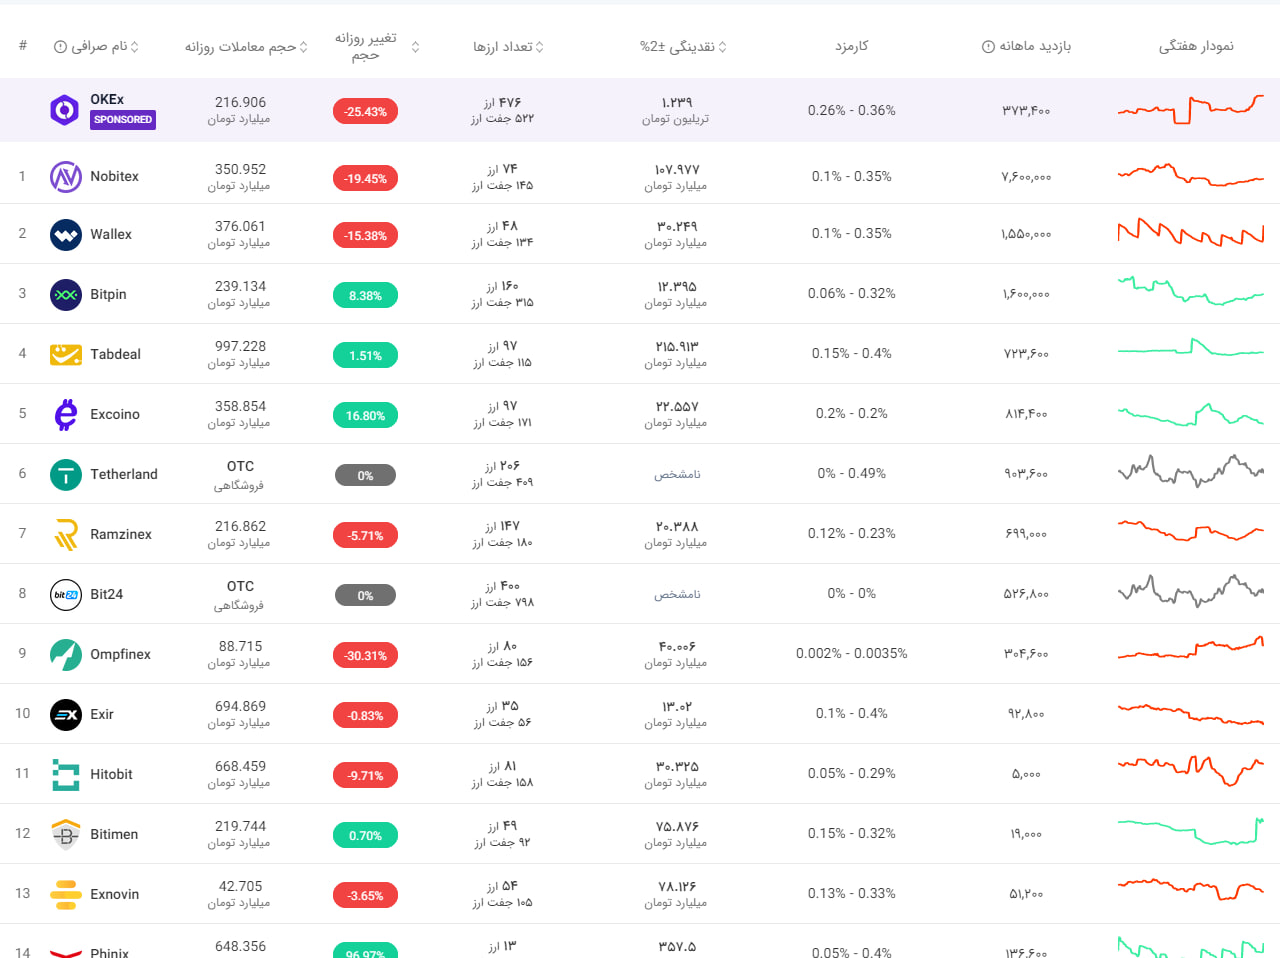 # نام صرافی حجم معاملات روزانه تغییر روزانه حجم تعداد ارزها نقدینگی ±2% کارمزد بازدید ماهانه نمودار هفتگی
OKEx 216.906 -25.43% ۴۷۶ ارز ۱.۲۳۹ 0.26% - 0.36% ۳۷۳,۴۰۰
SPONSORED میلیارد تومان ۵۲۲ جفت ارز تریلیون تومان
1 Nobitex 350.952 -19.45% ۷۴ ارز ۱۰۷.۹۷۷ 0.1% - 0.35% ۷,۶۰۰,۰۰۰
میلیارد تومان ۱۴۵ جفت ارز میلیارد تومان
2 Wallex 376.061 -15.38% ۴۸ ارز ۳۰.۲۴۹ 0.1% - 0.35% ۱,۵۵۰,۰۰۰
میلیارد تومان ۱۳۴ جفت ارز میلیارد تومان
3 Bitpin 239.134 8.38% ۱۶۰ ارز ۱۲.۳۹۵ 0.06% - 0.32% ۱,۶۰۰,۰۰۰
میلیارد تومان ۳۱۵ جفت ارز میلیارد تومان
4 Tabdeal 997.228 1.51% ۹۷ ارز ۲۱۵.۹۱۳ 0.15% - 0.4% ۷۲۳,۶۰۰
میلیارد تومان ۱۱۵ جفت ارز میلیارد تومان
5 Excoino 358.854 16.80% ۹۷ ارز ۲۲.۵۵۷ 0.2% - 0.2% ۸۱۴,۴۰۰
میلیارد تومان ۱۷۱ جفت ارز میلیارد تومان
6 Tetherland OTC 0% ۲۰۶ ارز نامشخص 0% - 0.49% ۹۰۳,۶۰۰
فروشگاهی ۴۰۹ جفت ارز
7 Ramzinex 216.862 -5.71% ۱۴۷ ارز ۲۰.۳۸۸ 0.12% - 0.23% ۶۹۹,۰۰۰
میلیارد تومان ۱۸۰ جفت ارز میلیارد تومان
8 bit24 Bit24 OTC 0% ۴۰۰ ارز نامشخص 0% - 0% ۵۲۶,۸۰۰
فروشگاهی ۷۹۸ جفت ارز
9 Ompfinex 88.715 -30.31% ۸۰ ارز ۴۰.۰۰۶ 0.002% - 0.0035% ۳۰۴,۶۰۰
میلیارد تومان ۱۵۶ جفت ارز میلیارد تومان
10 EX Exir 694.869 -0.83% ۳۵ ارز ۱۳.۰۲ 0.1% - 0.4% ۹۲,۸۰۰
میلیارد تومان ۵۶ جفت ارز میلیارد تومان
11 Hitobit 668.459 -9.71% ۸۱ ارز ۳۰.۳۲۵ 0.05% - 0.29% ۵,۰۰۰
میلیارد تومان ۱۵۸ جفت ارز میلیارد تومان
12 Bitimen 219.744 0.70% ۴۹ ارز ۷۵.۸۷۶ 0.15% - 0.32% ۱۹,۰۰۰
میلیارد تومان ۹۲ جفت ارز میلیارد تومان
13 Exnovin 42.705 -3.65% ۵۴ ارز ۷۸.۱۲۶ 0.13% - 0.33% ۵۱,۲۰۰
میلیارد تومان ۱۰۵ جفت ارز میلیارد تومان
14 Phinix 648.356 96.97% ۱۳ ارز ۳۵۷.۵ 0.05% - 0.4% ۱۳۶,۶۰۰